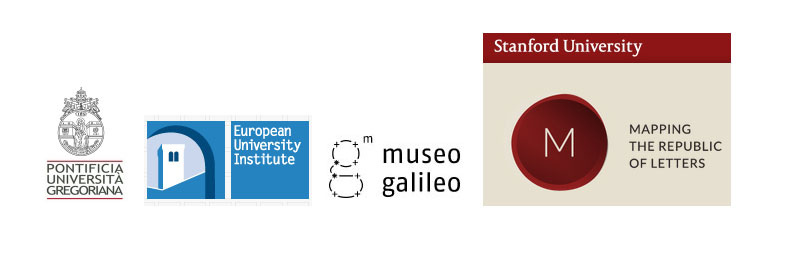 PONTIFICIA
UNIVERSITÀ
GREGORIANA
European
University
Institute
m
museo
galileo
Stanford University
M
MAPPING
THE REPUBLIC
OF LETTERS